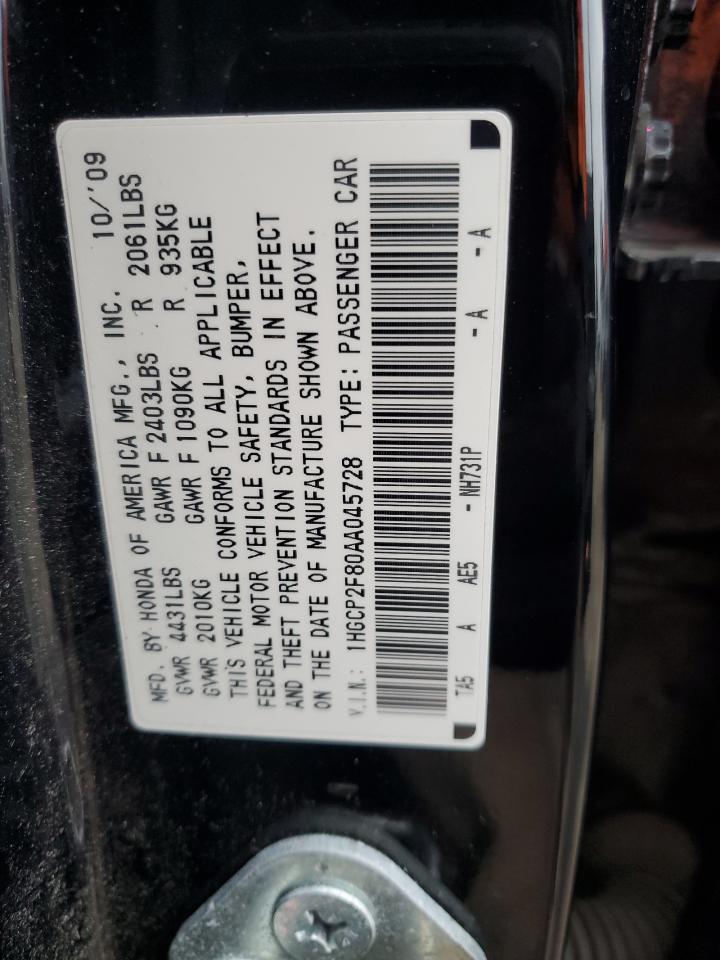 MFD. BY HONDA OF AMERICA MFG., INC. 10/'09
GVWR 4431LBS GAWR F 2403LBS R 2061LBS
GVWR 2010KG GAWR F 1090KG R 935KG
THIS VEHICLE CONFORMS TO ALL APPLICABLE
FEDERAL MOTOR VEHICLE SAFETY, BUMPER,
AND THEFT PREVENTION STANDARDS IN EFFECT
ON THE DATE OF MANUFACTURE SHOWN ABOVE.
V.I.N.: 1HGCP2F80AA045728 TYPE: PASSENGER CAR
TA5 A AE5 - NH731P - A - A